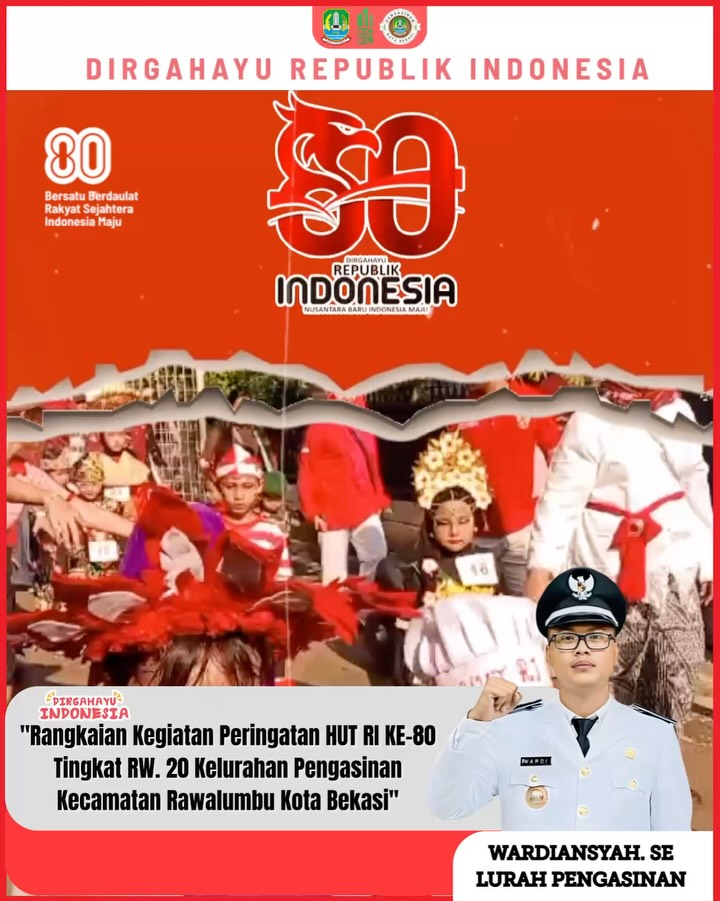 DIRGAHAYU REPUBLIK INDONESIA
80
Bersatu Berdaulat
Rakyat Sejahtera
Indonesia Maju
80
DIRGAHAYU
REPUBLIK
INDONESIA
NUSANTARA BARU INDONESIA MAJU
16
DIRGAHAYU
INDONESIA
"Rangkaian Kegiatan Peringatan HUT RI KE-80
Tingkat RW. 20 Kelurahan Pengasinan
Kecamatan Rawalumbu Kota Bekasi"
WARDI
WARDIANSYAH. SE
LURAH PENGASINAN